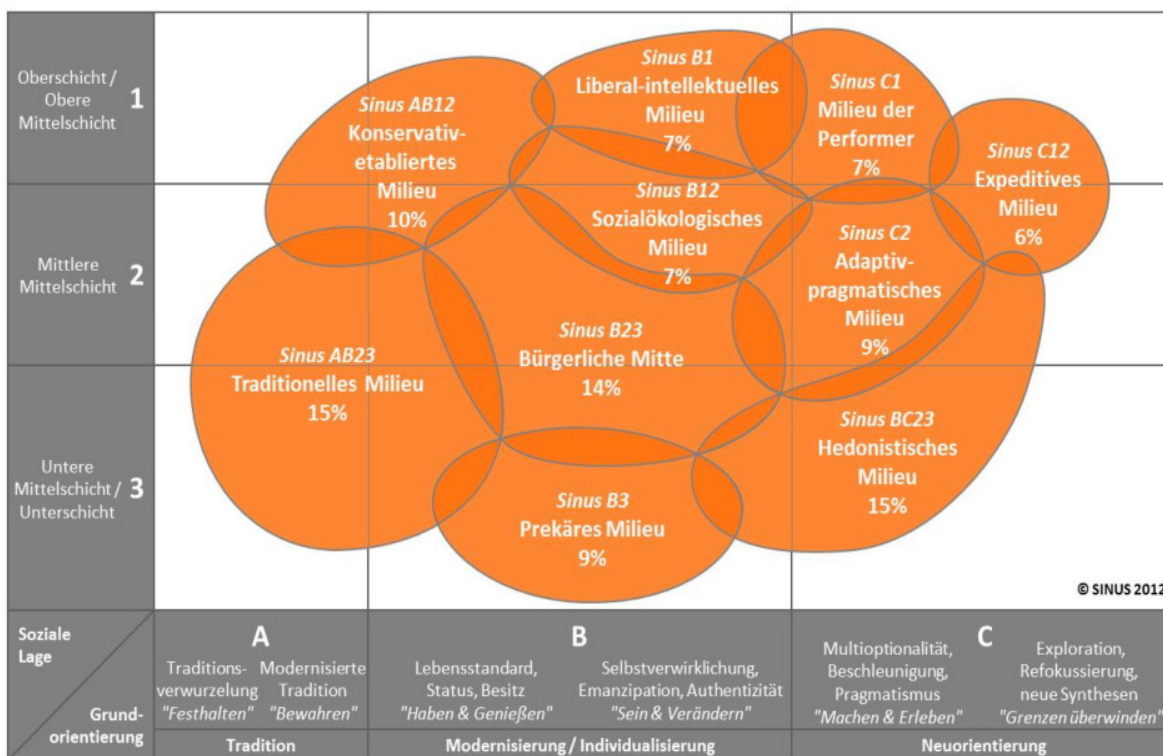 Oberschicht /
Obere
Mittelschicht
1
Mittlere
Mittelschicht
2
Untere
Mittelschicht /
Unterschicht
3
Sinus AB12
Konservativ-
etabliertes
Milieu
10%
Sinus B1
Liberal-intellektuelles
Milieu
7%
Sinus C1
Milieu der
Performer
7%
Sinus C12
Expeditives
Milieu
6%
Sinus B12
Sozialökologisches
Milieu
7%
Sinus C2
Adaptiv-
pragmatisches
Milieu
9%
Sinus AB23
Traditionelles Milieu
15%
Sinus B23
Bürgerliche Mitte
14%
Sinus BC23
Hedonistisches
Milieu
15%
Sinus B3
Prekäres Milieu
9%
© SINUS 2012
Soziale
Lage
Grund-
orientierung
A
Traditions-
verwurzelung
"Festhalten"
Modernisierte
Tradition
"Bewahren"
Tradition
B
Lebensstandard,
Status, Besitz
"Haben & Genießen"
Selbstverwirklichung,
Emanzipation, Authentizität
"Sein & Verändern"
Modernisierung / Individualisierung
C
Multioptionalität,
Beschleunigung,
Pragmatismus
"Machen & Erleben"
Exploration,
Refokussierung,
neue Synthesen
"Grenzen überwinden"
Neuorientierung